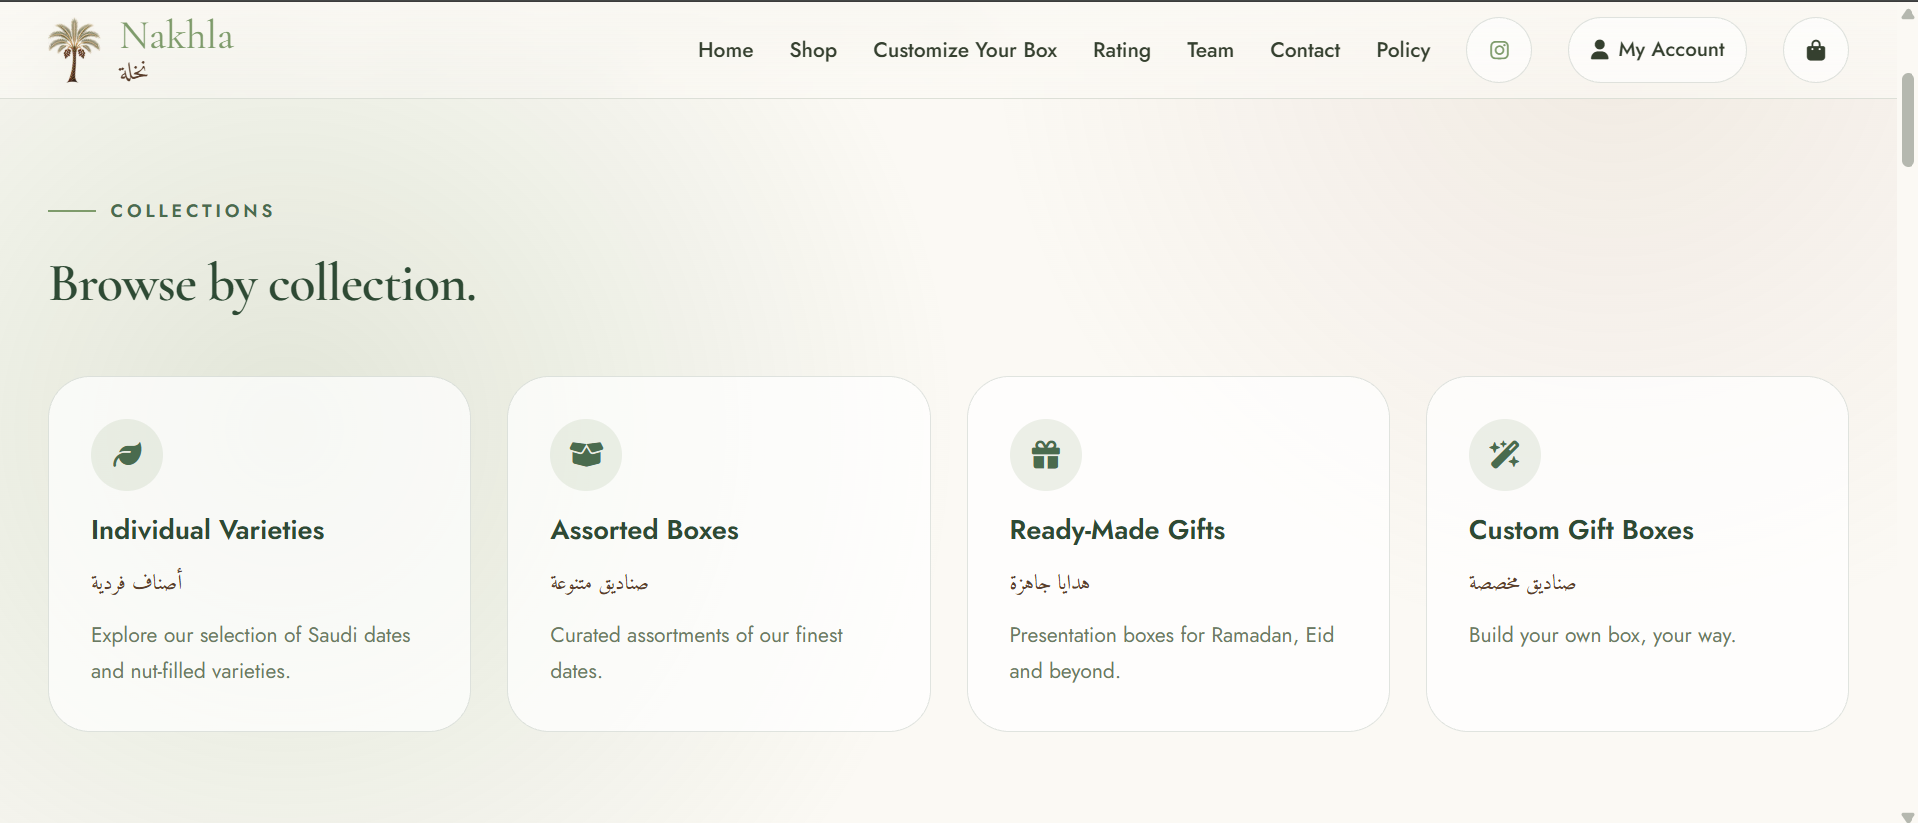 Nakhla
نخلة
Home Shop Customize Your Box Rating Team Contact Policy My Account
COLLECTIONS
Browse by collection.
Individual Varieties
أصناف فردية
Explore our selection of Saudi dates
and nut-filled varieties.
Assorted Boxes
صناديق متنوعة
Curated assortments of our finest
dates.
Ready-Made Gifts
هدايا جاهزة
Presentation boxes for Ramadan, Eid
and beyond.
Custom Gift Boxes
صناديق مخصصة
Build your own box, your way.